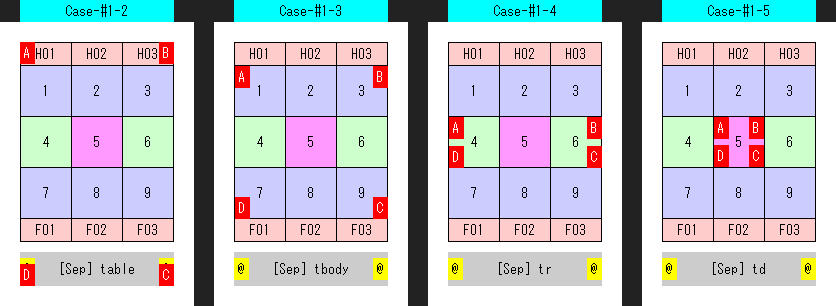 Case-#1-2 Case-#1-3 Case-#1-4 Case-#1-5
A H01 H02 H03 B H01 H02 H03 H01 H02 H03 H01 H02 H03
A B
1 2 3 1 2 3 1 2 3 1 2 3
A B A B
4 5 6 4 5 6 4 5 6 4 5 6
D C D C
7 8 9 7 8 9 7 8 9 7 8 9
D C
F01 F02 F03 F01 F02 F03 F01 F02 F03 F01 F02 F03
[Sep] table @ [Sep] tbody @ @ [Sep] tr @ @ [Sep] td @
D C